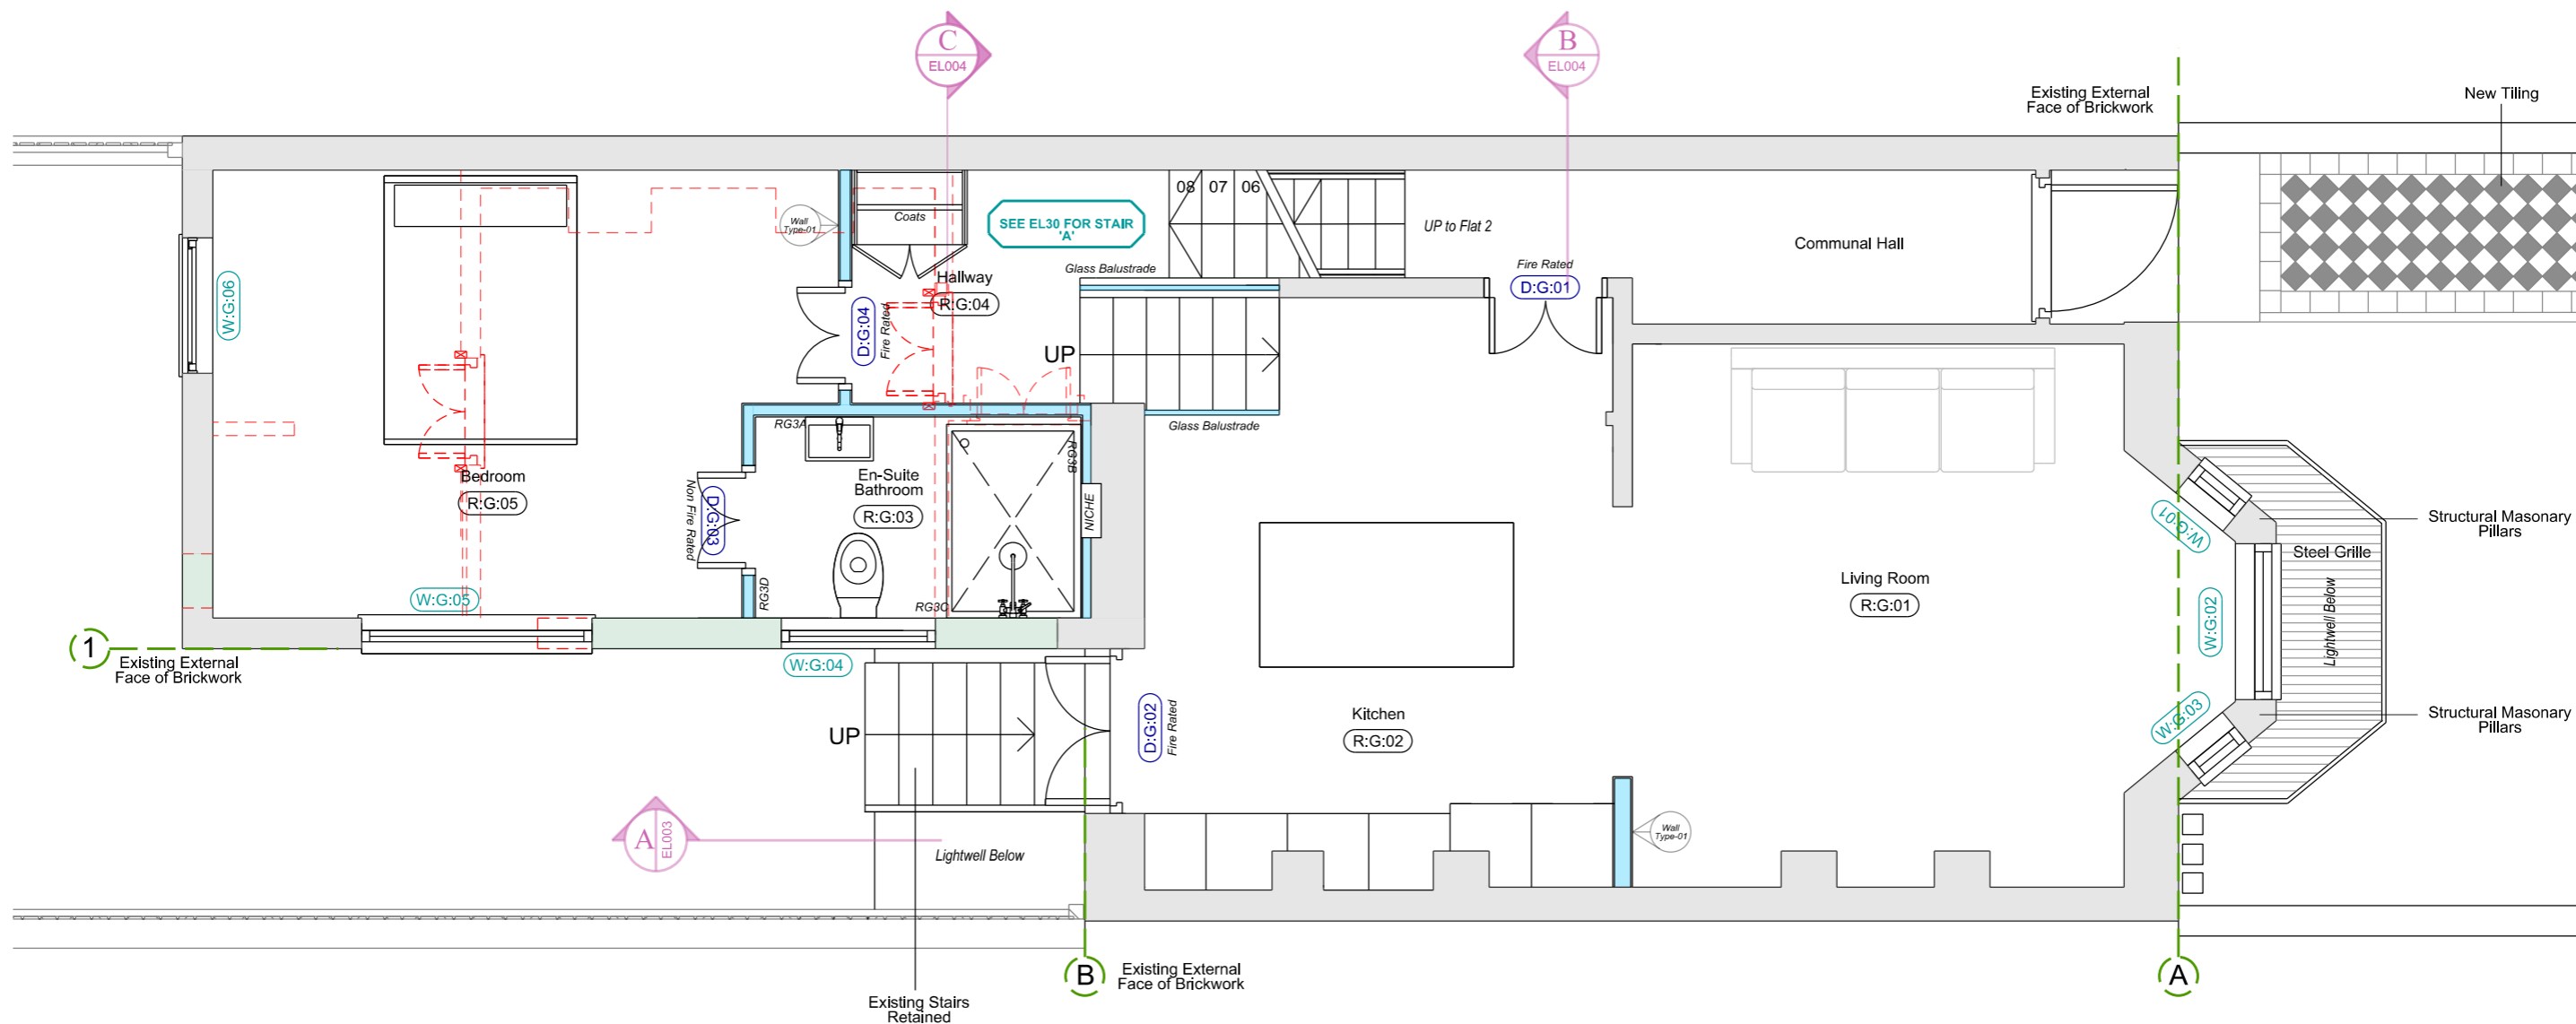 C
EL004
B
EL004
Existing External
Face of Brickwork
New Tiling
08
07
06
Wall
Type-01
Coats
SEE EL30 FOR STAIR
'A'
UP to Flat 2
Communal Hall
Glass Balustrade
Fire Rated
D:G:01
Hallway
R:G:04
W:G:06
D:G:04
Fire Rated
UP
Glass Balustrade
RG3A
RG3B
Bedroom
R:G:05
En-Suite
Bathroom
R:G:03
Non Fire Rated
D:G:03
NICHE
W:G:01
Structural Masonary
Pillars
Steel Grille
Living Room
R:G:01
W:G:02
Lightwell Below
W:G:05
RG3D
RG3C
1
Existing External
Face of Brickwork
W:G:04
UP
D:G:02
Fire Rated
Kitchen
R:G:02
W:G:03
Structural Masonary
Pillars
A
EL003
Lightwell Below
Wall
Type-01
B
Existing External
Face of Brickwork
A
Existing Stairs
Retained